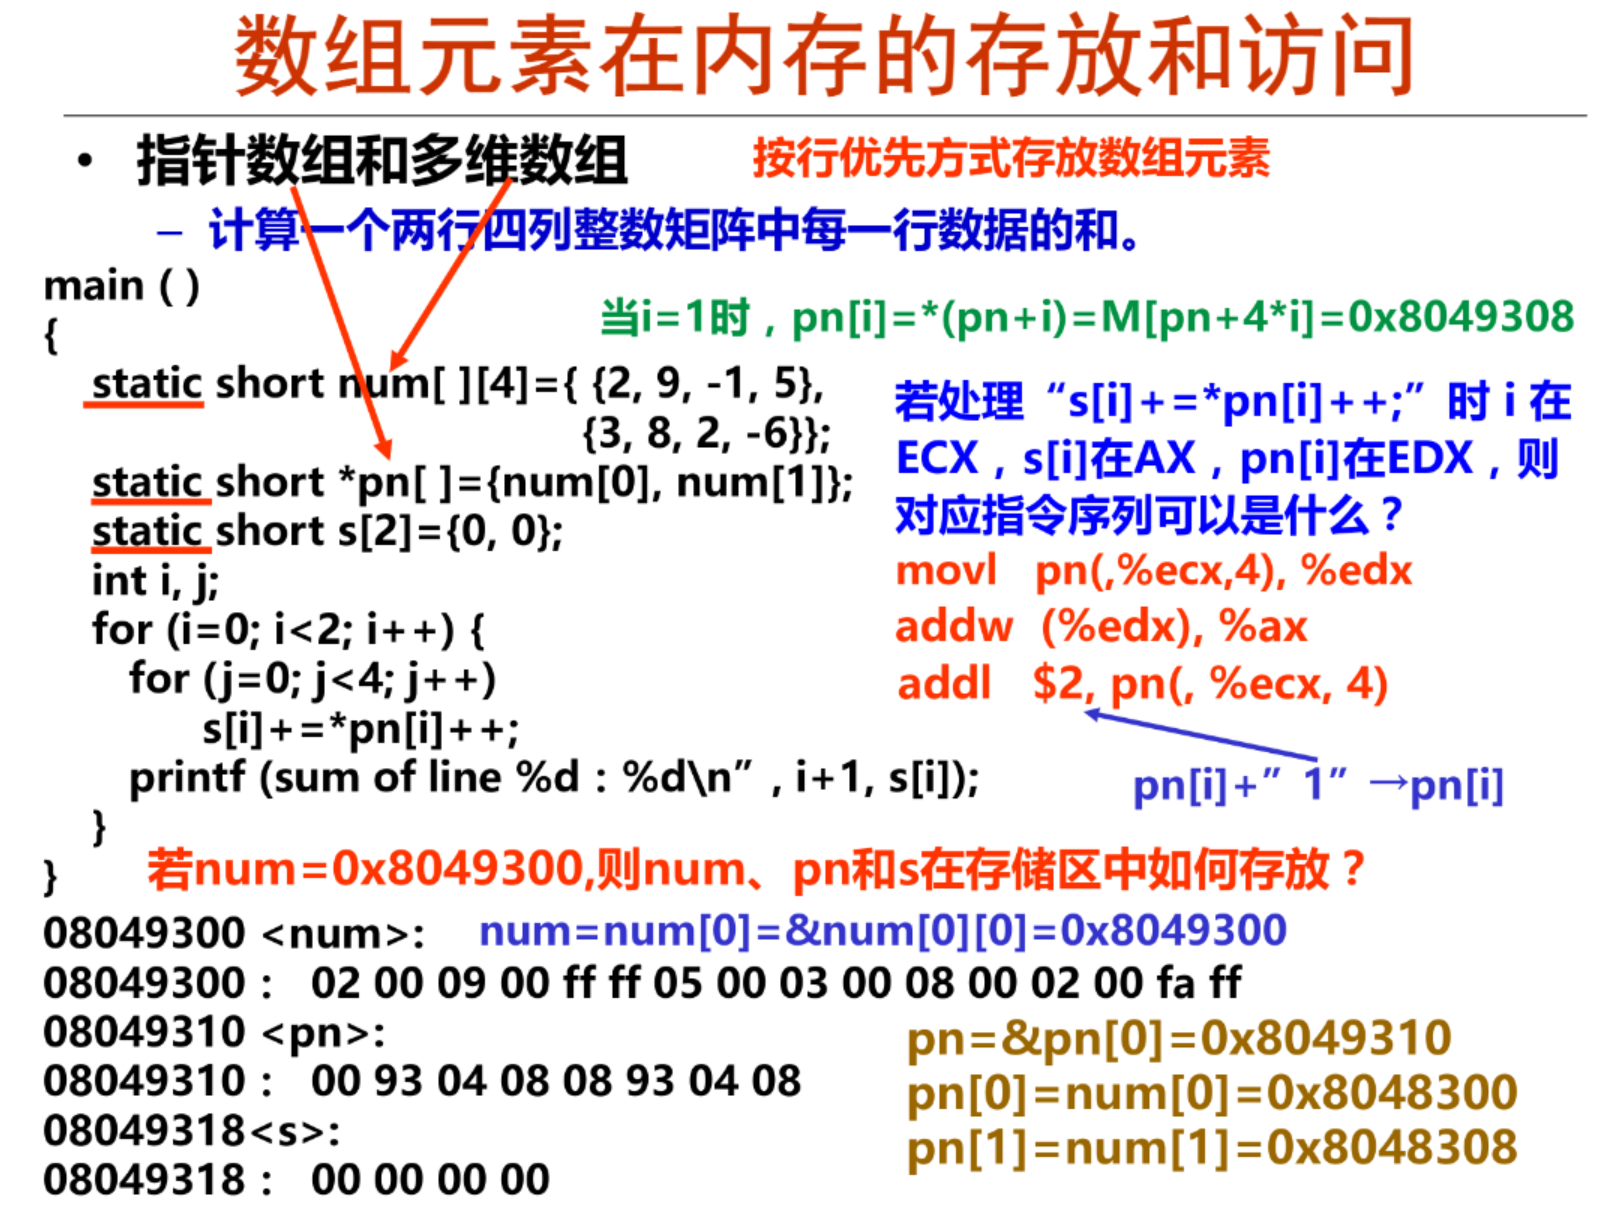 数组元素在内存的存放和访问
• 指针数组和多维数组
按行优先方式存放数组元素
– 计算一个两行四列整数矩阵中每一行数据的和。
main ( )
{
当i=1时，pn[i]=*(pn+i)=M[pn+4*i]=0x8049308
static short num[ ][4]={ {2, 9, -1, 5},
{3, 8, 2, -6}};
static short *pn[ ]={num[0], num[1]};
static short s[2]={0, 0};
int i, j;
for (i=0; i<2; i++) {
for (j=0; j<4; j++)
s[i]+=*pn[i]++;
printf (sum of line %d : %d\n” , i+1, s[i]);
}
}
若处理“s[i]+=*pn[i]++;”时 i 在
ECX，s[i]在AX，pn[i]在EDX，则
对应指令序列可以是什么？
movl pn(,%ecx,4), %edx
addw (%edx), %ax
addl $2, pn(, %ecx, 4)
pn[i]+”1”→pn[i]
若num=0x8049300,则num、pn和s在存储区中如何存放？
08049300 <num>:
num=num[0]=&num[0][0]=0x8049300
08049300 : 02 00 09 00 ff ff 05 00 03 00 08 00 02 00 fa ff
08049310 <pn>:
08049310 : 00 93 04 08 08 93 04 08
08049318<s>:
08049318 : 00 00 00 00
pn=&pn[0]=0x8049310
pn[0]=num[0]=0x8048300
pn[1]=num[1]=0x8048308